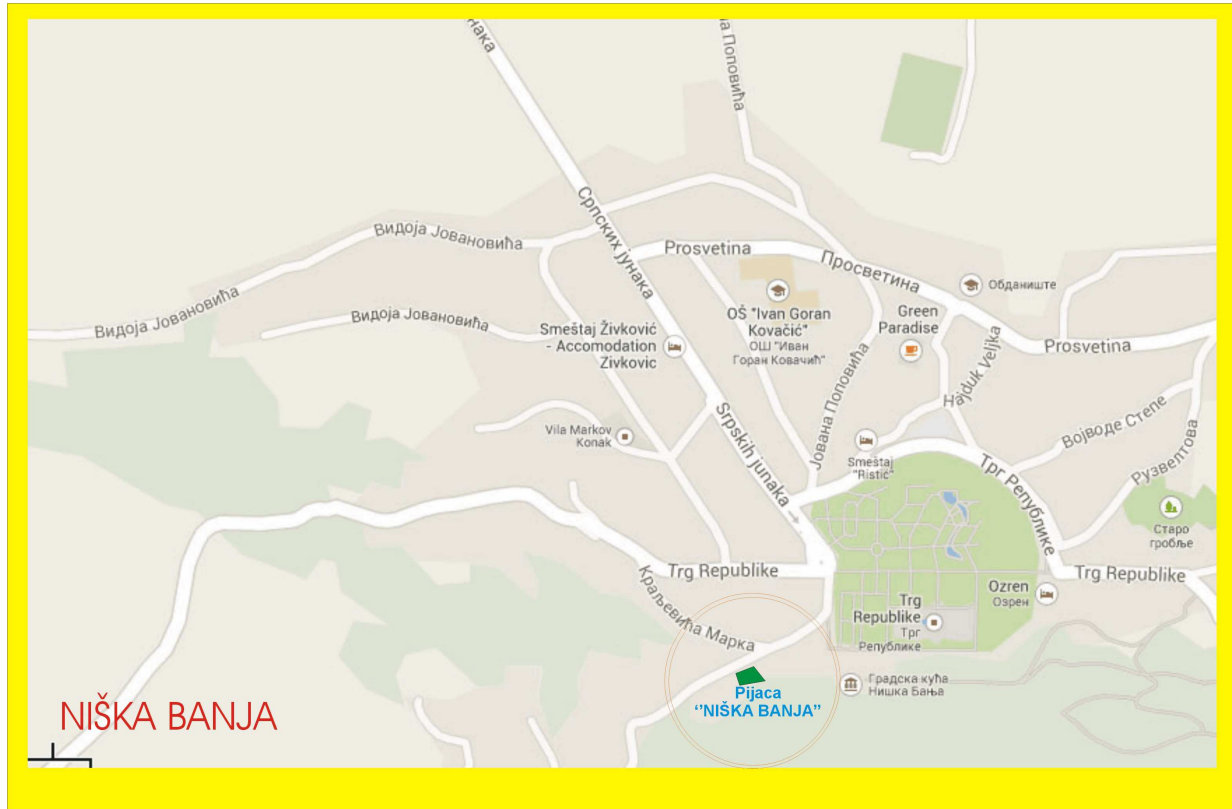 нака
на Поповића
Српских јунака
Видоја Јовановића
Prosvetina
Просветина
Обданиште
Видоја Јовановића
Видоја Јовановића
Smeštaj Živković
- Accomodation
Zivkovic
OŠ "Ivan Goran
Kovačić"
ОШ "Иван
Горан Ковачић"
Green
Paradise
Hajduk Veljka
Prosvetina
Јована Поповића
Војводе Степе
Рузвелтова
Vila Markov
Konak
Srpskih junaka
Smeštaj
"Ristić"
Трг Републике
Старо
гробље
Trg Republike
Краљевића Марка
Trg
Republike
Трг
Републике
Ozren
Озрен
Trg Republike
Градска кућа
Нишка Бања
Pijaca
‘’NIŠKA BANJA’’
NIŠKA BANJA